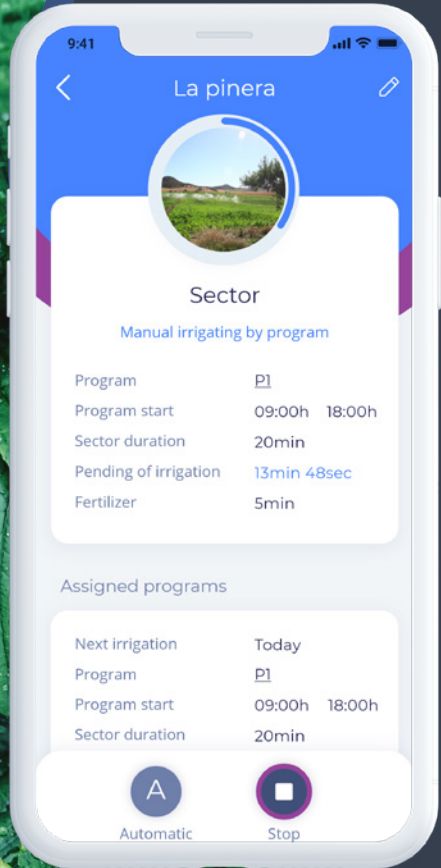 9:41
La pinera
Sector
Manual irrigating by program
Program P1
Program start 09:00h 18:00h
Sector duration 20min
Pending of irrigation 13min 48sec
Fertilizer 5min
Assigned programs
Next irrigation Today
Program P1
Program start 09:00h 18:00h
Sector duration 20min
A
Automatic
Stop